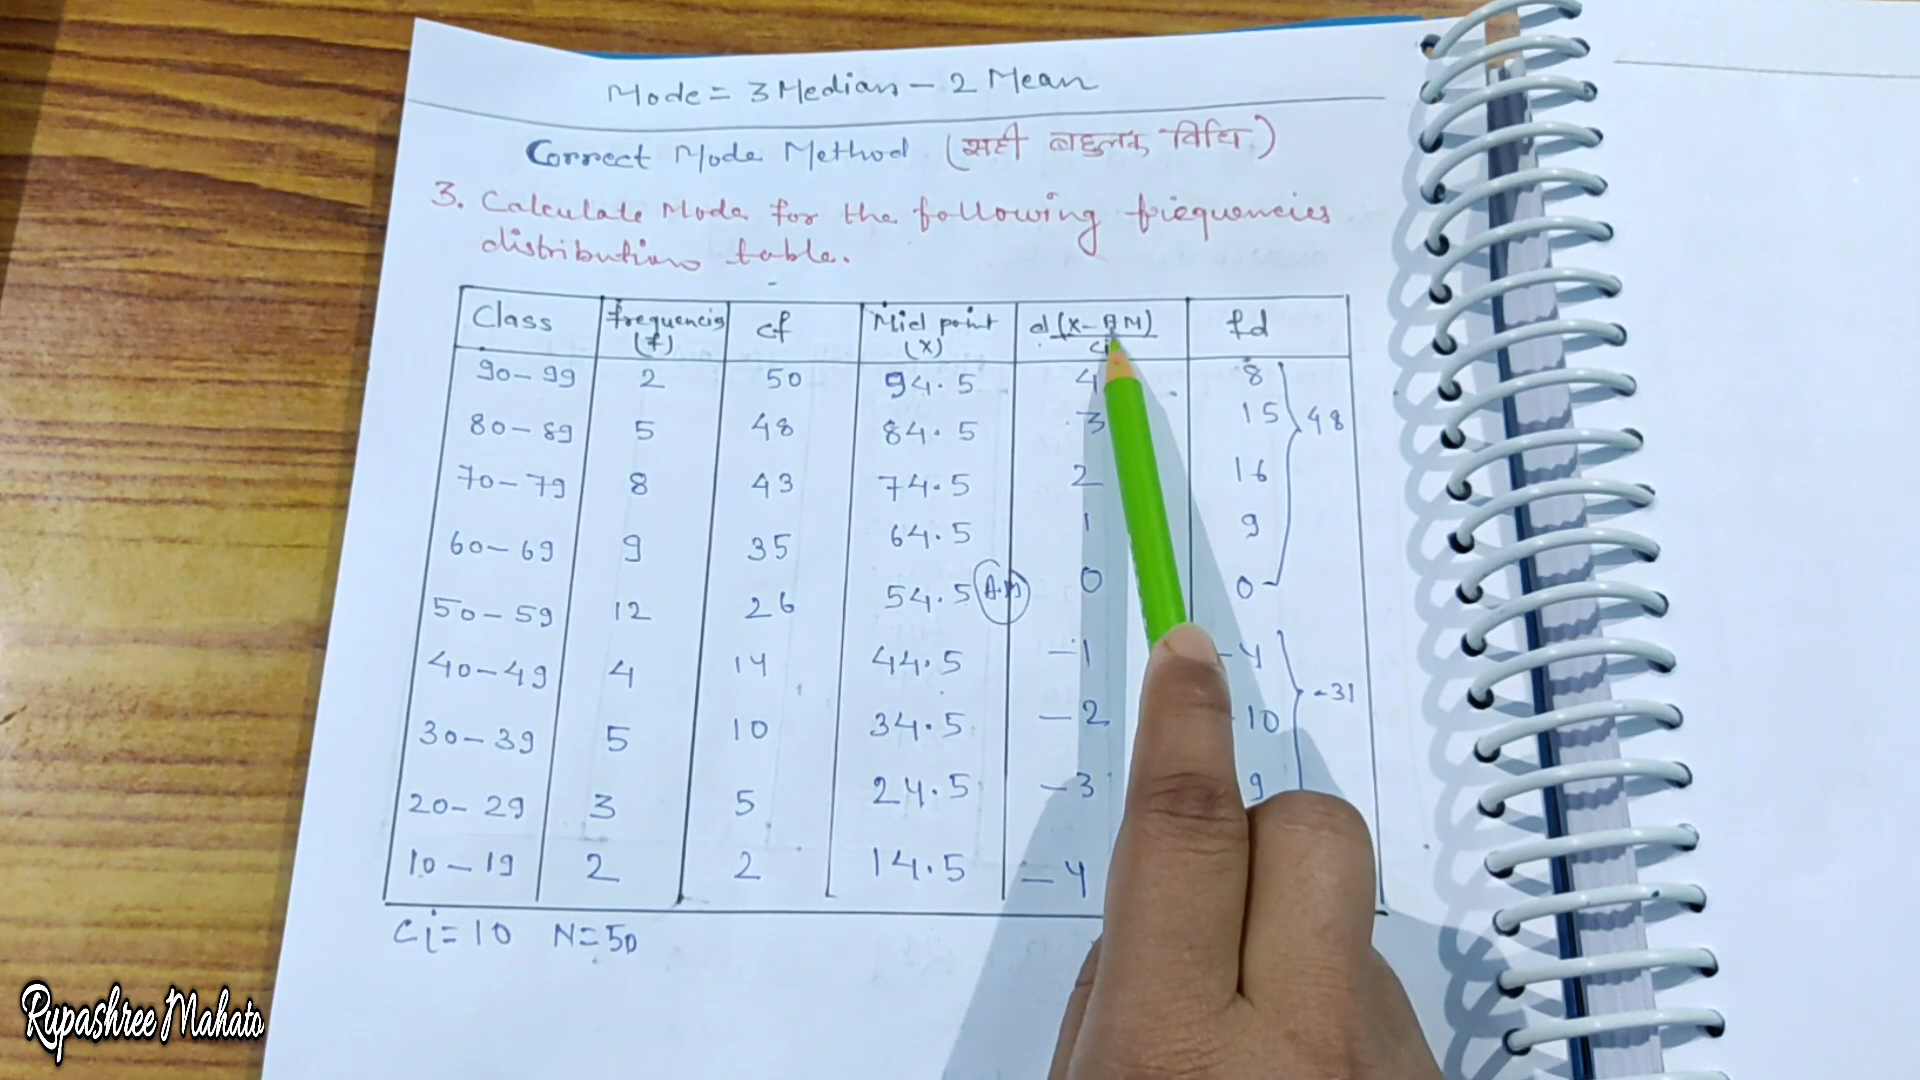 Mode = 3 Median - 2 Mean
Correct Mode Method (सही बहुलक विधि)
3. Calculate Mode for the following frequencies
distribution table.
Class frequencies (f) cf Mid point (X) d (X-AM)/Ci fd
90-99 2 50 94.5 4 8
80-89 5 48 84.5 3 15 48
70-79 8 43 74.5 2 16
60-69 9 35 64.5 1 9
50-59 12 26 54.5 A.M 0 0
40-49 4 14 44.5 -1 -4
30-39 5 10 34.5 -2 -10 -31
20-29 3 5 24.5 -3 9
10-19 2 2 14.5 -4
Ci=10 N=50
Rupashree Mahato